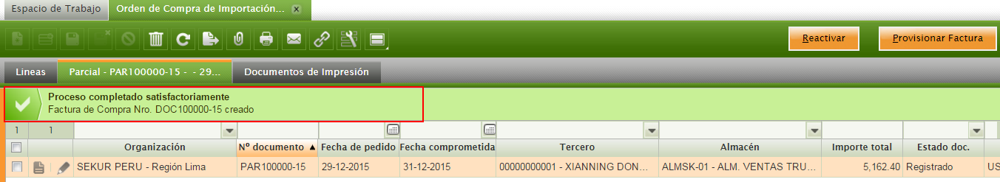 Espacio de Trabajo Orden de Compra de Importación...
Reactivar Provisionar Factura
Lineas Parcial - PAR100000-15 - - 29... Documentos de Impresión
Proceso completado satisfactoriamente
Factura de Compra Nro. DOC100000-15 creado
1 1
Organización Nº documento Fecha de pedido Fecha comprometida Tercero Almacén Importe total Estado doc.
SEKUR PERU - Región Lima PAR100000-15 29-12-2015 31-12-2015 00000000001 - XIANNING DON... ALMSK-01 - ALM. VENTAS TRU... 5,162.40 Registrado US